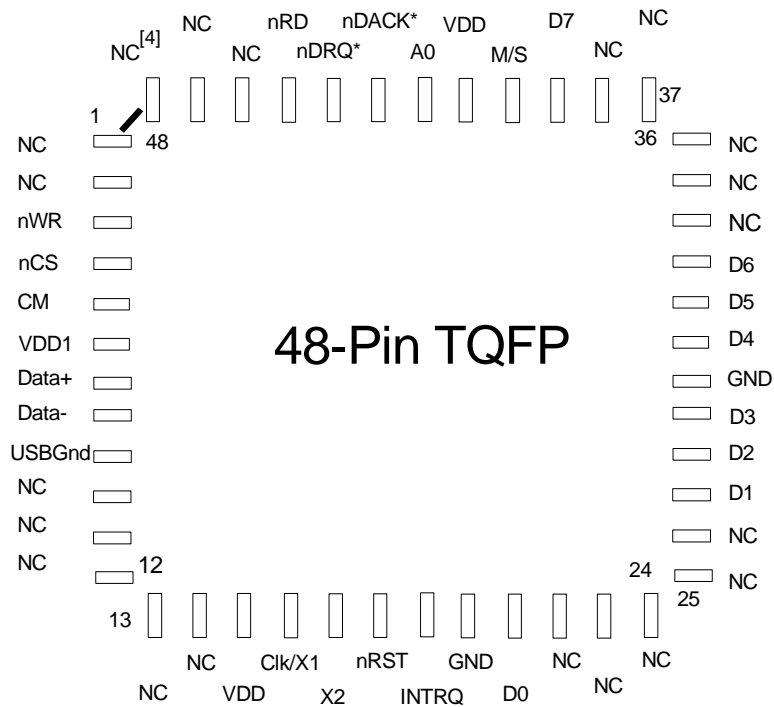 nRD nDACK* VDD D7 NC
NC[4] NC NC nDRQ* A0 M/S NC
1 48 37 36
NC NC
NC NC
nWR NC
nCS D6
CM D5
VDD1 D4
48-Pin TQFP
Data+ GND
Data- D3
USBGnd D2
NC D1
NC NC
NC 12 24 NC
13 25
NC Clk/X1 nRST GND NC NC
NC VDD X2 INTRQ D0 NC